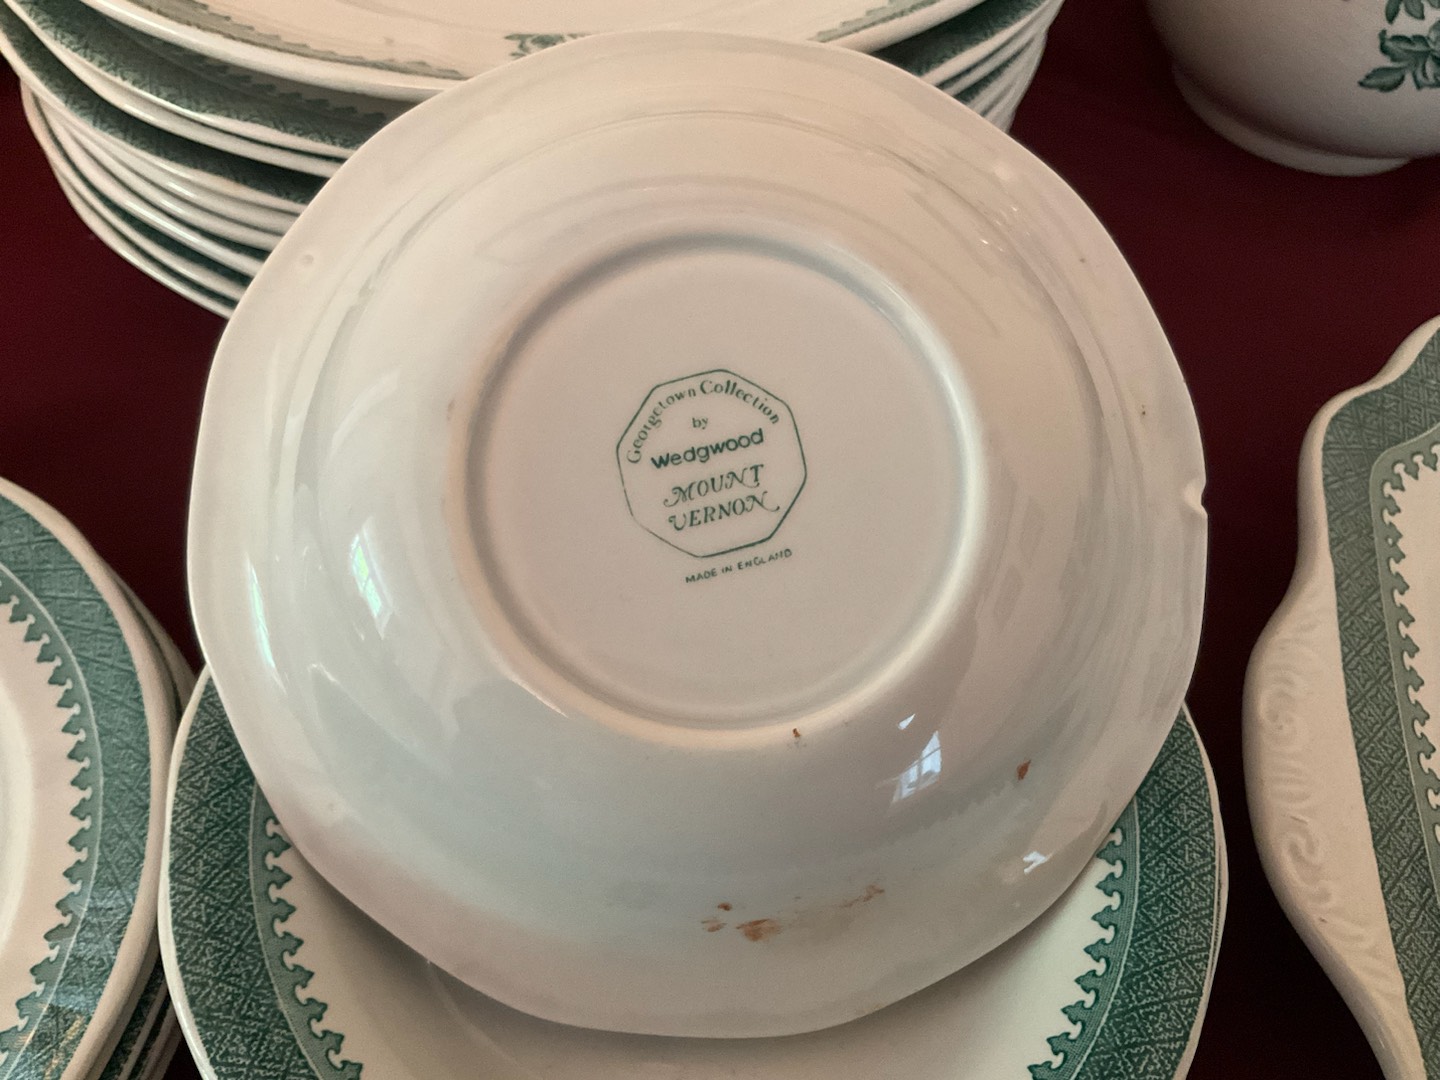 Georgetown Collection
by
Wedgwood
MOUNT
VERNON
MADE IN ENGLAND